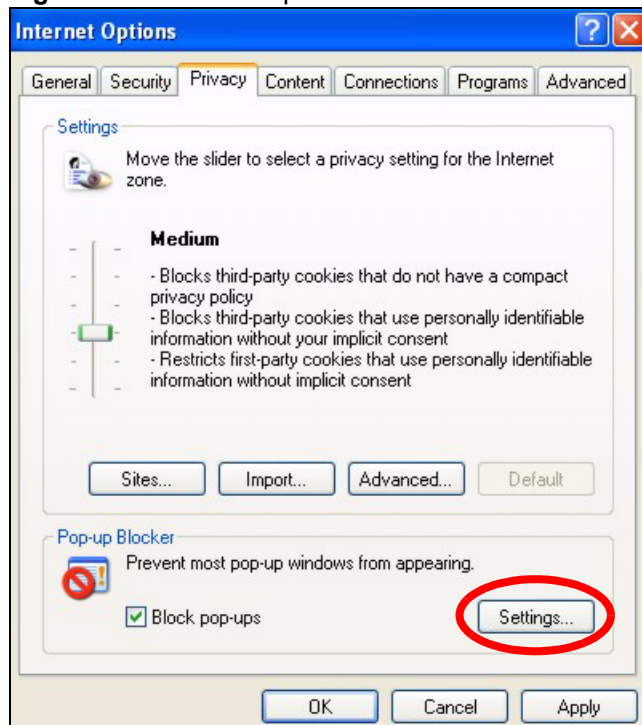 Internet Options
General Security Privacy Content Connections Programs Advanced
Settings
Move the slider to select a privacy setting for the Internet
zone.
Medium
- Blocks third-party cookies that do not have a compact
privacy policy
- Blocks third-party cookies that use personally identifiable
information without your implicit consent
- Restricts first-party cookies that use personally identifiable
information without implicit consent
Sites... Import... Advanced... Default
Pop-up Blocker
Prevent most pop-up windows from appearing.
Block pop-ups
Settings...
OK Cancel Apply